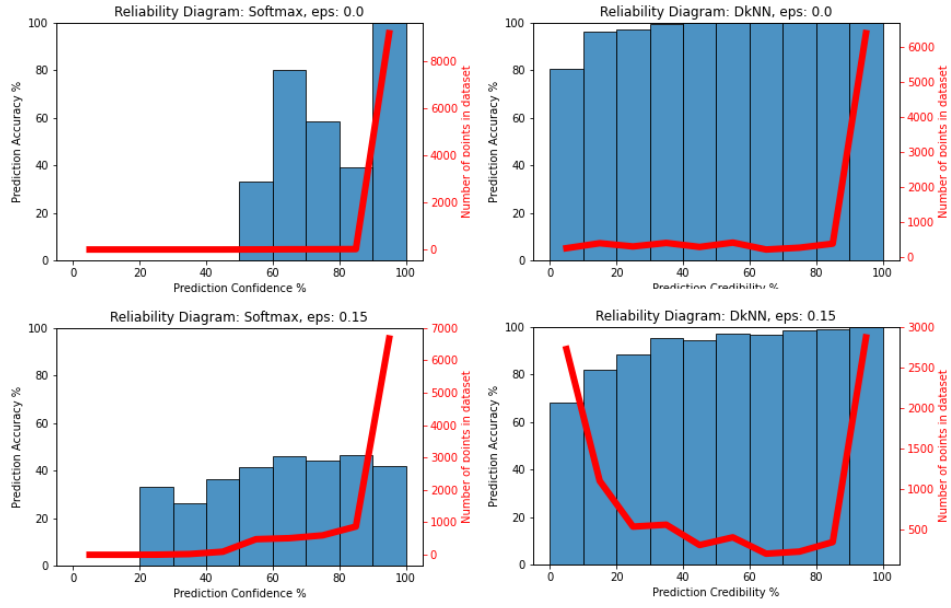 Reliability Diagram: Softmax, eps: 0.0
Prediction Accuracy %
100
80
60
40
20
0
0 20 40 60 80 100
Prediction Confidence %
8000
6000
4000
2000
0
Number of points in dataset
Reliability Diagram: DkNN, eps: 0.0
Prediction Accuracy %
100
80
60
40
20
0
0 20 40 60 80 100
Prediction Credibility %
6000
5000
4000
3000
2000
1000
0
Number of points in dataset
Reliability Diagram: Softmax, eps: 0.15
Prediction Accuracy %
100
80
60
40
20
0
0 20 40 60 80 100
Prediction Confidence %
7000
6000
5000
4000
3000
2000
1000
0
Number of points in dataset
Reliability Diagram: DkNN, eps: 0.15
Prediction Accuracy %
100
80
60
40
20
0
0 20 40 60 80 100
Prediction Credibility %
3000
2500
2000
1500
1000
500
Number of points in dataset